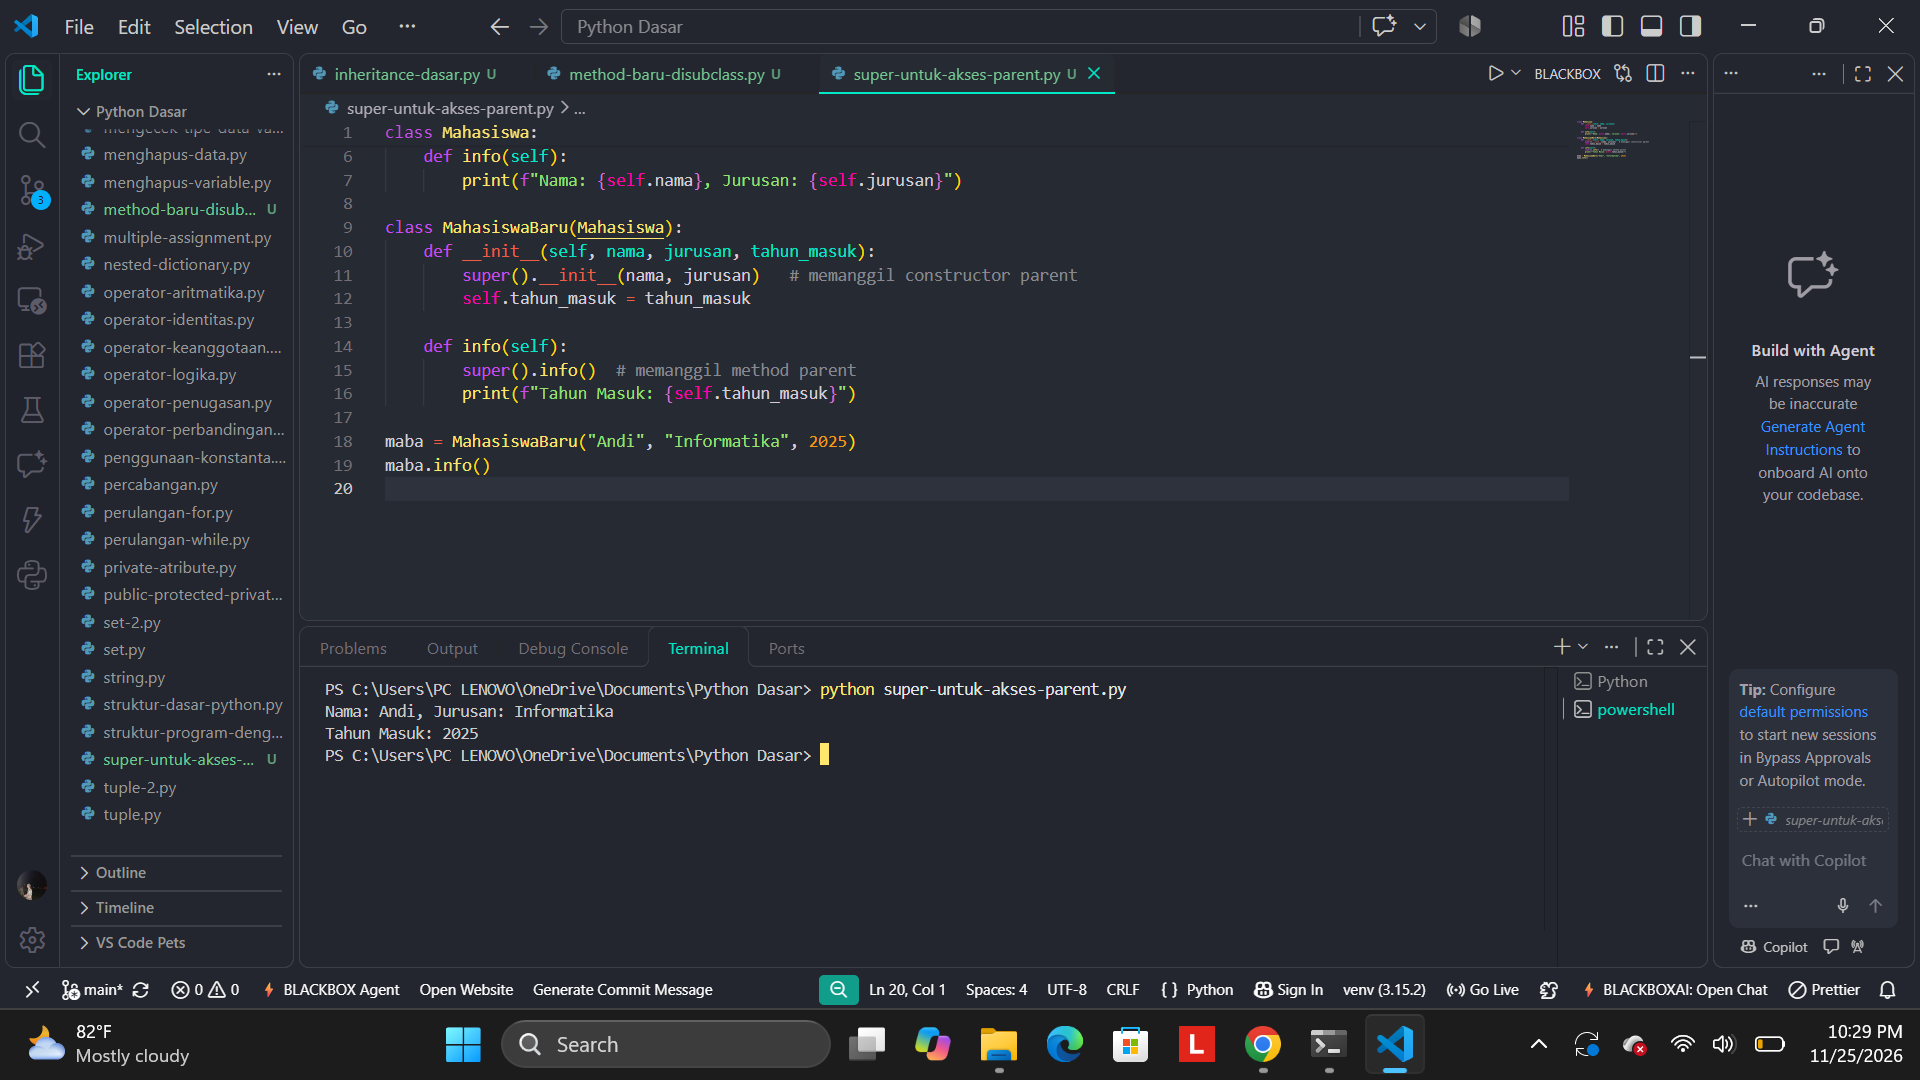 File Edit Selection View Go ···
Python Dasar
Explorer
Python Dasar
mengecek-tipe-data-va...
menghapus-data.py
menghapus-variable.py
method-baru-disub... U
multiple-assignment.py
nested-dictionary.py
operator-aritmatika.py
operator-identitas.py
operator-keanggotaan....
operator-logika.py
operator-penugasan.py
operator-perbandingan...
penggunaan-konstanta....
percabangan.py
perulangan-for.py
perulangan-while.py
private-atribute.py
public-protected-privat...
set-2.py
set.py
string.py
struktur-dasar-python.py
struktur-program-deng...
super-untuk-akses-... U
tuple-2.py
tuple.py
Outline
Timeline
VS Code Pets
3
inheritance-dasar.py U
method-baru-disubclass.py U
super-untuk-akses-parent.py U
BLACKBOX
super-untuk-akses-parent.py > ...
1 class Mahasiswa:
6 def info(self):
7 print(f"Nama: {self.nama}, Jurusan: {self.jurusan}")
8
9 class MahasiswaBaru(Mahasiswa):
10 def __init__(self, nama, jurusan, tahun_masuk):
11 super().__init__(nama, jurusan) # memanggil constructor parent
12 self.tahun_masuk = tahun_masuk
13
14 def info(self):
15 super().info() # memanggil method parent
16 print(f"Tahun Masuk: {self.tahun_masuk}")
17
18 maba = MahasiswaBaru("Andi", "Informatika", 2025)
19 maba.info()
20
Problems Output Debug Console Terminal Ports
PS C:\Users\PC LENOVO\OneDrive\Documents\Python Dasar> python super-untuk-akses-parent.py
Nama: Andi, Jurusan: Informatika
Tahun Masuk: 2025
PS C:\Users\PC LENOVO\OneDrive\Documents\Python Dasar>
Python
powershell
Build with Agent
AI responses may
be inaccurate
Generate Agent
Instructions to
onboard AI onto
your codebase.
Tip: Configure
default permissions
to start new sessions
in Bypass Approvals
or Autopilot mode.
super-untuk-aks
Chat with Copilot
Copilot
main* 0 0 BLACKBOX Agent Open Website Generate Commit Message Ln 20, Col 1 Spaces: 4 UTF-8 CRLF { } Python Sign In venv (3.15.2) Go Live BLACKBOXAI: Open Chat Prettier
82°F
Mostly cloudy
Search
L
10:29 PM
11/25/2026